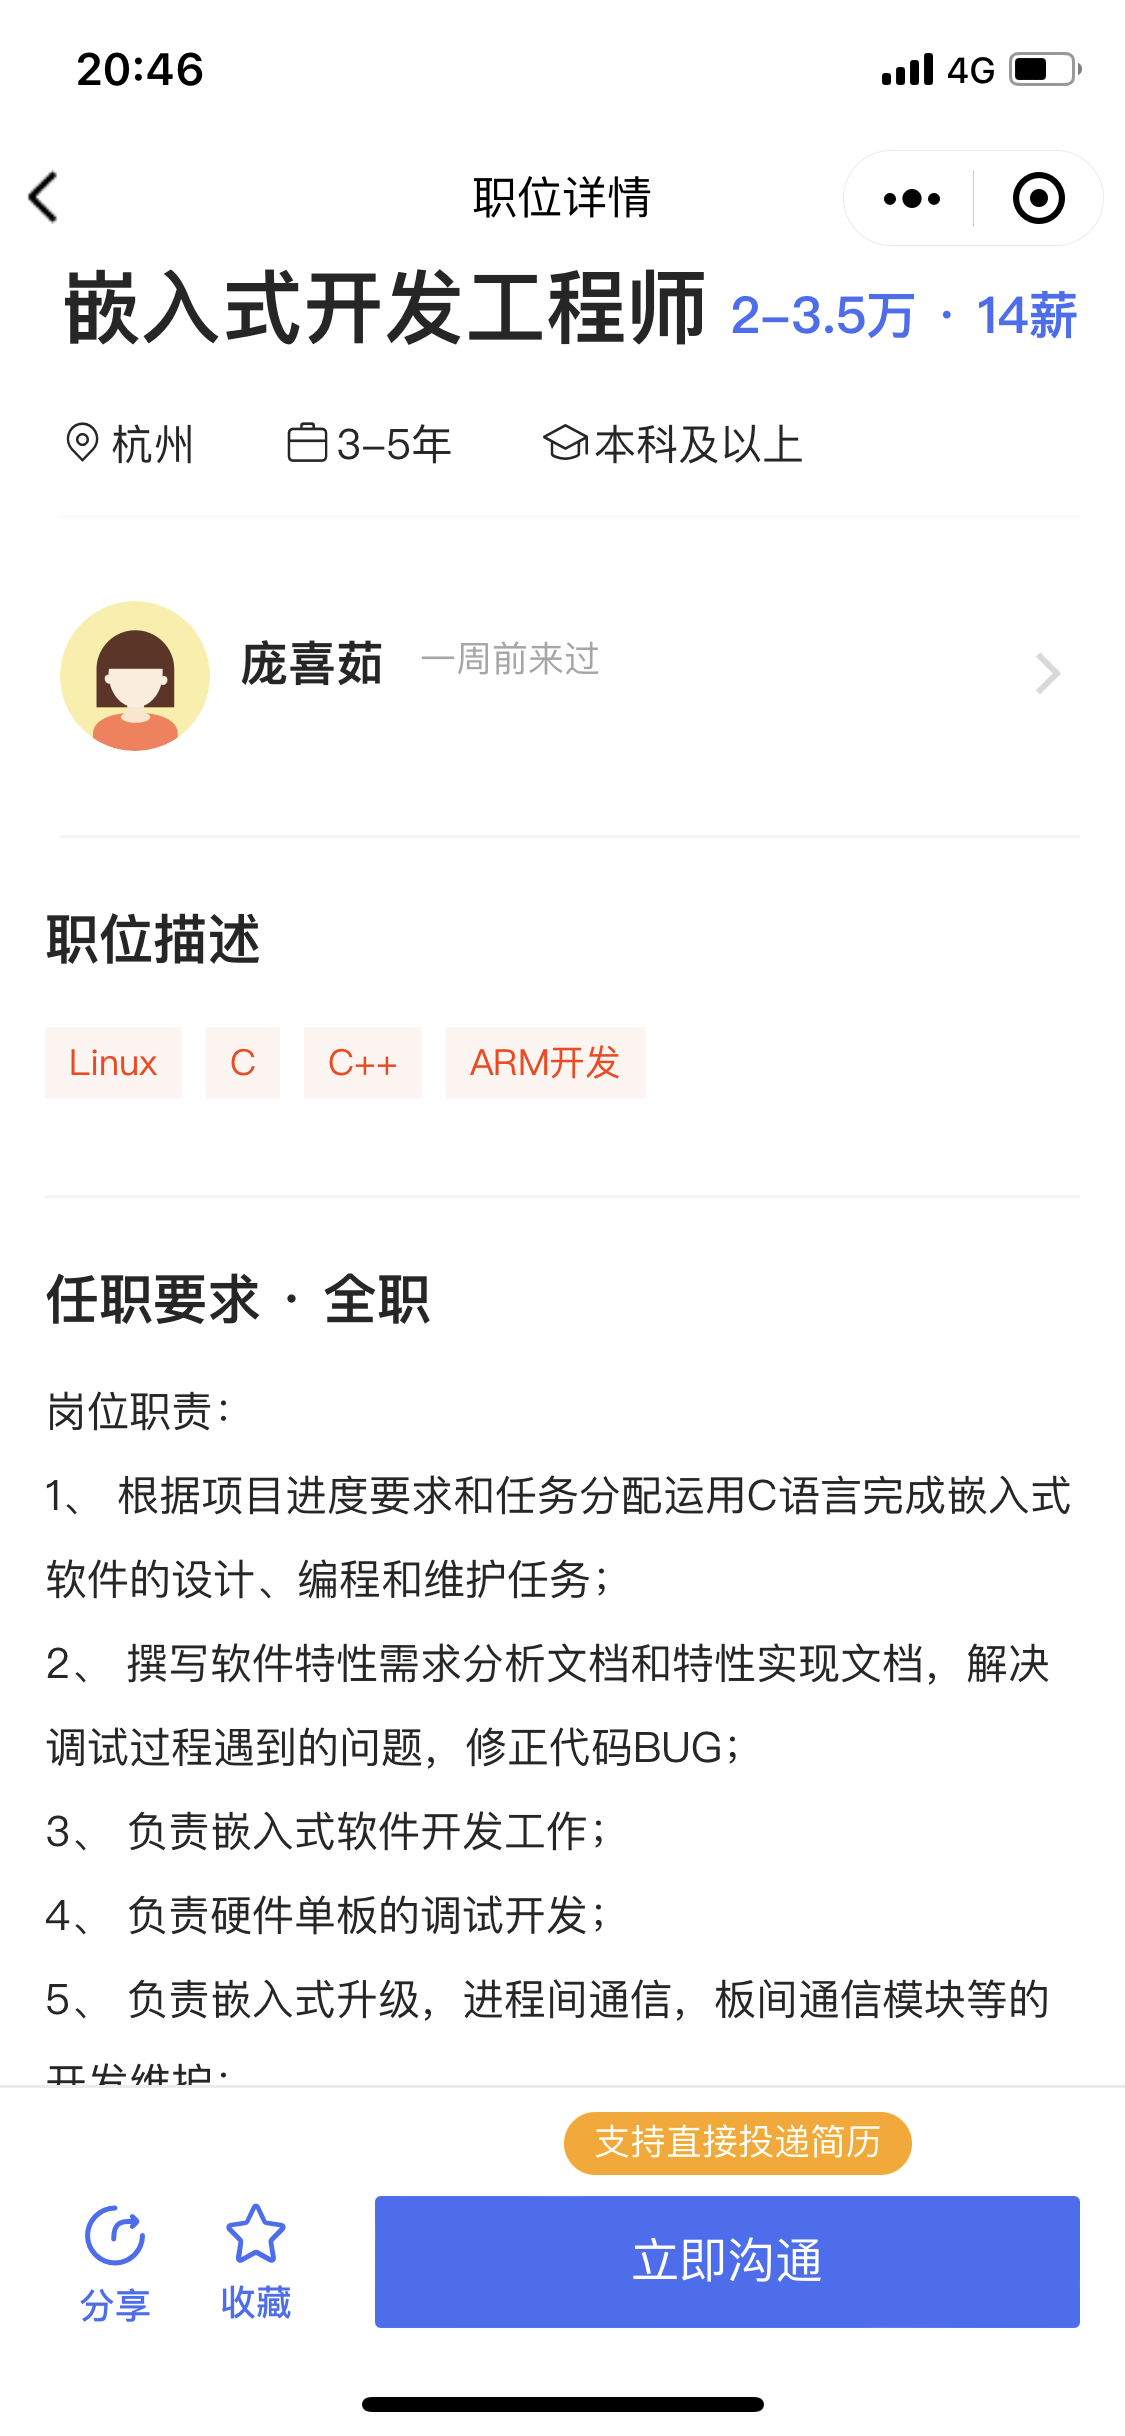 20:46
4G
职位详情
嵌入式开发工程师 2-3.5万 · 14薪
杭州 3-5年 本科及以上
庞喜茹 一周前来过
职位描述
Linux C C++ ARM开发
任职要求 · 全职
岗位职责：
1、 根据项目进度要求和任务分配运用C语言完成嵌入式
软件的设计、编程和维护任务；
2、 撰写软件特性需求分析文档和特性实现文档，解决
调试过程遇到的问题，修正代码BUG；
3、 负责嵌入式软件开发工作；
4、 负责硬件单板的调试开发；
5、 负责嵌入式升级，进程间通信，板间通信模块等的
开发维护；
支持直接投递简历
分享 收藏 立即沟通